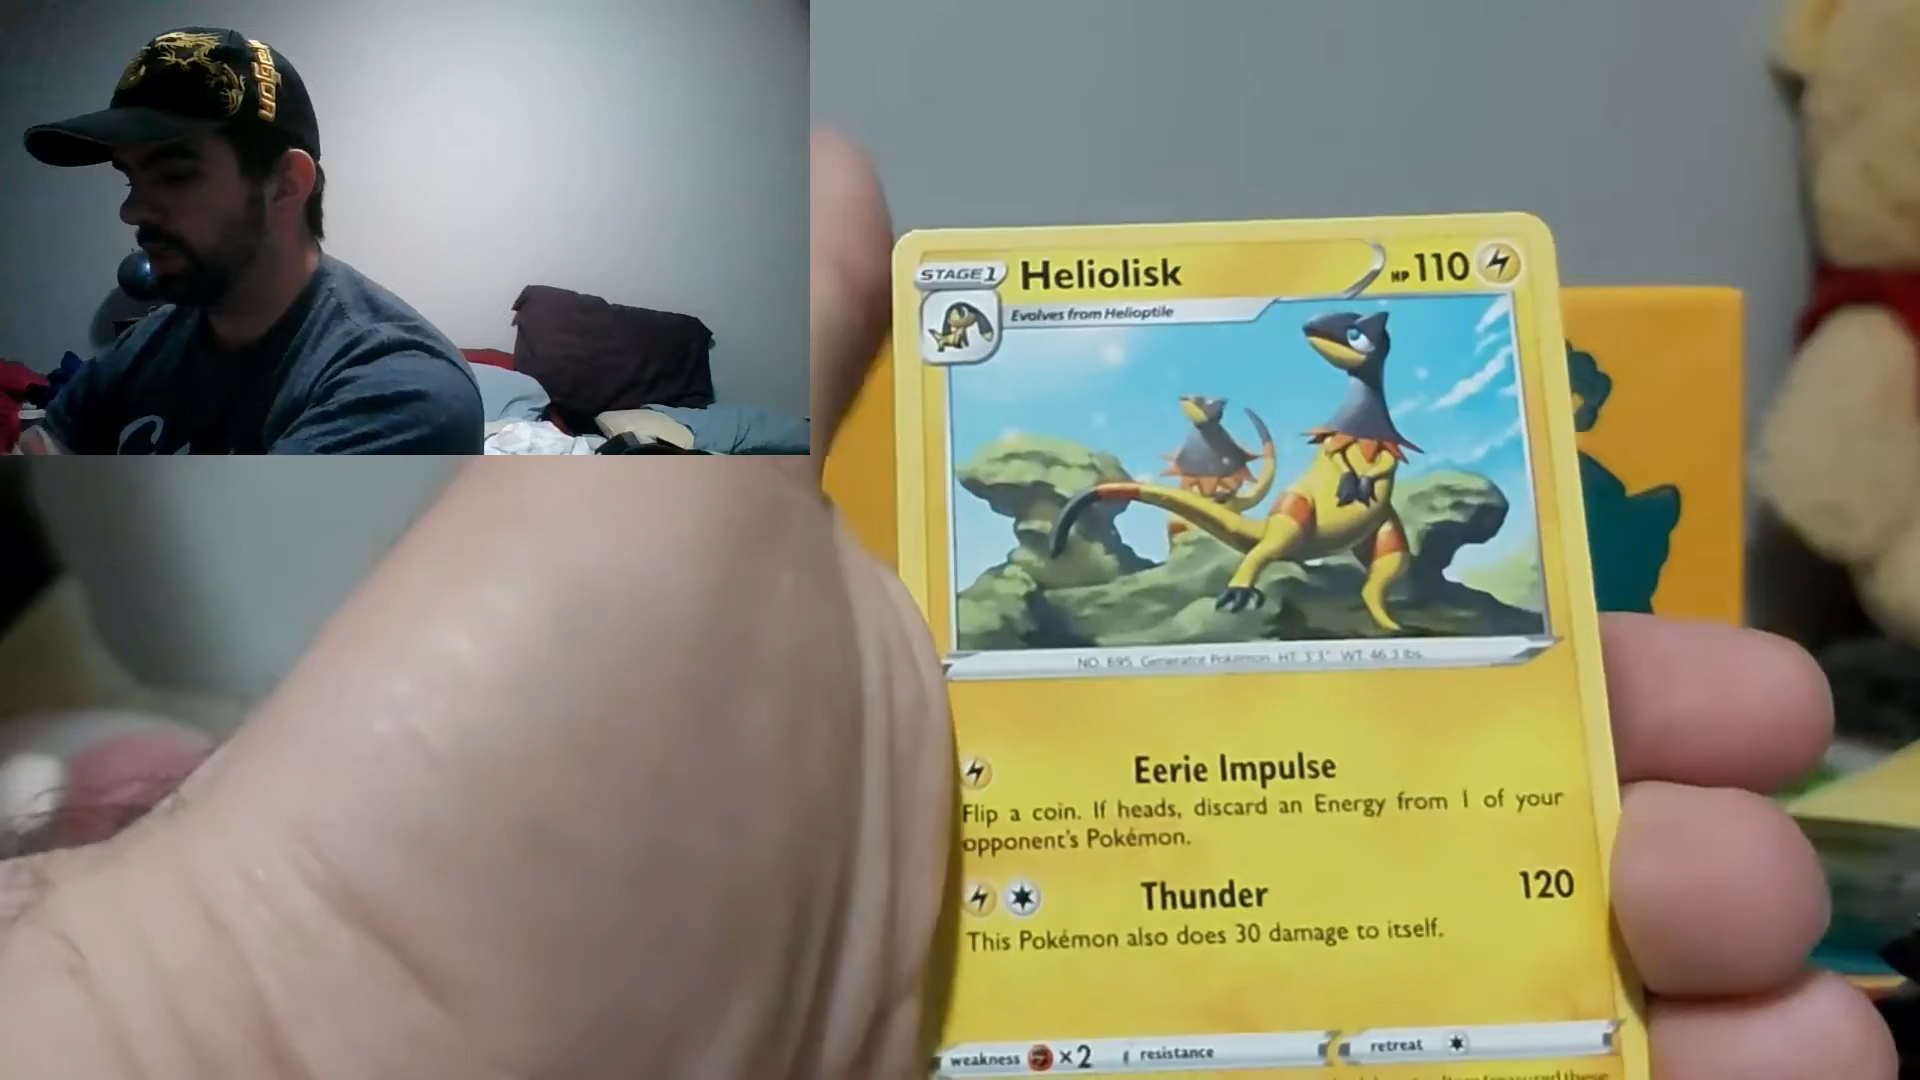 Dragon
STAGE 1
Heliolisk
HP 110
Evolves from Helioptile
NO. 695 Generator Pokémon HT 3'3" WT 46.3 lbs.
Eerie Impulse
Flip a coin. If heads, discard an Energy from 1 of your
opponent's Pokémon.
Thunder 120
This Pokémon also does 30 damage to itself.
weakness ×2 resistance retreat